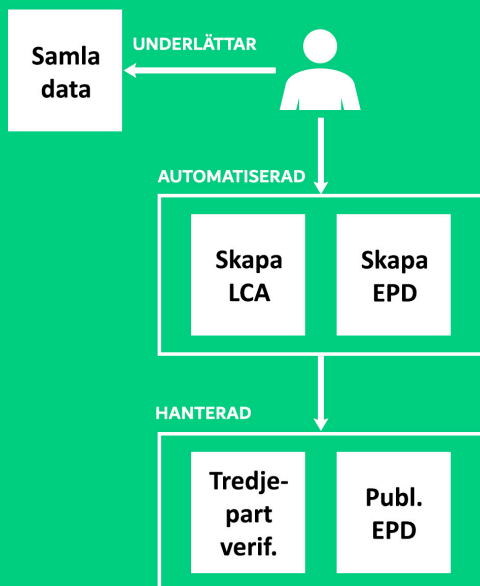 Samla
data
UNDERLÄTTAR
AUTOMATISERAD
Skapa
LCA
Skapa
EPD
HANTERAD
Tredje-
part
verif.
Publ.
EPD